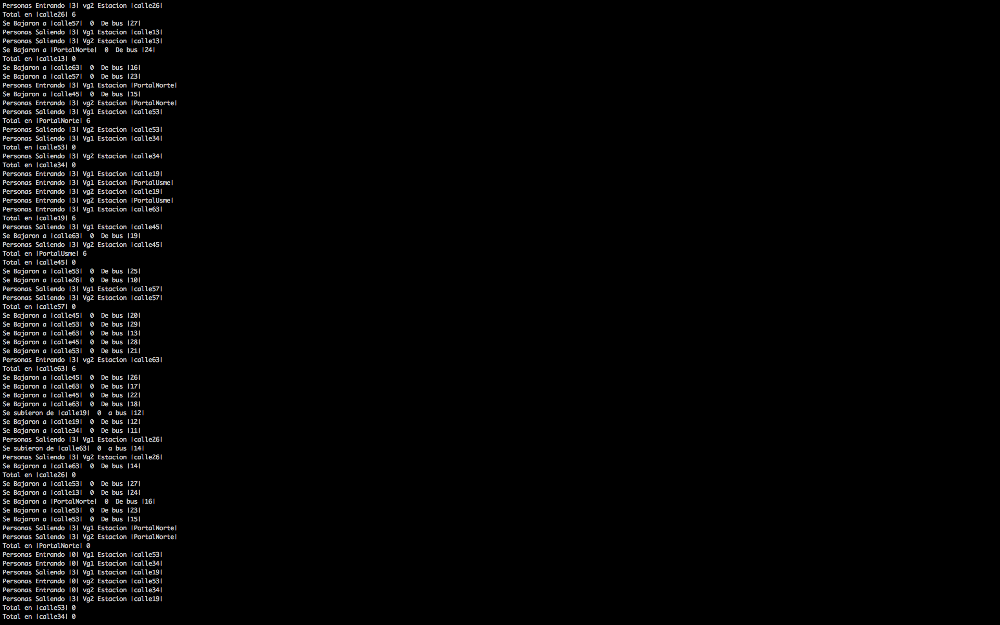 Personas Entrando |3| vg2 Estacion |calle26|
Total en |calle26| 6
Se Bajaron a |calle57|  0  De bus |27|
Personas Saliendo |3| Vg1 Estacion |calle13|
Personas Saliendo |3| Vg2 Estacion |calle13|
Se Bajaron a |PortalNorte|  0  De bus |24|
Total en |calle13| 0
Se Bajaron a |calle63|  0  De bus |16|
Se Bajaron a |calle57|  0  De bus |23|
Personas Entrando |3| Vg1 Estacion |PortalNorte|
Se Bajaron a |calle45|  0  De bus |15|
Personas Entrando |3| vg2 Estacion |PortalNorte|
Personas Saliendo |3| Vg1 Estacion |calle53|
Total en |PortalNorte| 6
Personas Saliendo |3| Vg2 Estacion |calle53|
Personas Saliendo |3| Vg1 Estacion |calle34|
Total en |calle53| 0
Personas Saliendo |3| Vg2 Estacion |calle34|
Total en |calle34| 0
Personas Entrando |3| Vg1 Estacion |calle19|
Personas Entrando |3| Vg1 Estacion |PortalUsme|
Personas Entrando |3| vg2 Estacion |calle19|
Personas Entrando |3| vg2 Estacion |PortalUsme|
Personas Entrando |3| Vg1 Estacion |calle63|
Total en |calle19| 6
Personas Saliendo |3| Vg1 Estacion |calle45|
Se Bajaron a |calle63|  0  De bus |19|
Personas Saliendo |3| Vg2 Estacion |calle45|
Total en |PortalUsme| 6
Total en |calle45| 0
Se Bajaron a |calle53|  0  De bus |25|
Se Bajaron a |calle26|  0  De bus |10|
Personas Saliendo |3| Vg1 Estacion |calle57|
Personas Saliendo |3| Vg2 Estacion |calle57|
Total en |calle57| 0
Se Bajaron a |calle45|  0  De bus |20|
Se Bajaron a |calle53|  0  De bus |29|
Se Bajaron a |calle63|  0  De bus |13|
Se Bajaron a |calle45|  0  De bus |28|
Se Bajaron a |calle53|  0  De bus |21|
Personas Entrando |3| vg2 Estacion |calle63|
Total en |calle63| 6
Se Bajaron a |calle45|  0  De bus |26|
Se Bajaron a |calle63|  0  De bus |17|
Se Bajaron a |calle45|  0  De bus |22|
Se Bajaron a |calle63|  0  De bus |18|
Se subieron de |calle19|  0  a bus |12|
Se Bajaron a |calle19|  0  De bus |12|
Se Bajaron a |calle34|  0  De bus |11|
Personas Saliendo |3| Vg1 Estacion |calle26|
Se subieron de |calle63|  0  a bus |14|
Personas Saliendo |3| Vg2 Estacion |calle26|
Se Bajaron a |calle63|  0  De bus |14|
Total en |calle26| 0
Se Bajaron a |calle53|  0  De bus |27|
Se Bajaron a |calle13|  0  De bus |24|
Se Bajaron a |PortalNorte|  0  De bus |16|
Se Bajaron a |calle53|  0  De bus |23|
Se Bajaron a |calle53|  0  De bus |15|
Personas Saliendo |3| Vg1 Estacion |PortalNorte|
Personas Saliendo |3| Vg2 Estacion |PortalNorte|
Total en |PortalNorte| 0
Personas Entrando |0| Vg1 Estacion |calle53|
Personas Entrando |0| Vg1 Estacion |calle34|
Personas Saliendo |3| Vg1 Estacion |calle19|
Personas Entrando |0| vg2 Estacion |calle53|
Personas Entrando |0| vg2 Estacion |calle34|
Personas Saliendo |3| Vg2 Estacion |calle19|
Total en |calle53| 0
Total en |calle34| 0